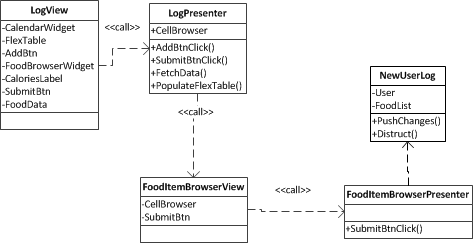 LogView
-CalendarWidget
-FlexTable
-AddBtn
-FoodBrowserWidget
-CaloriesLabel
-SubmitBtn
-FoodData
<<call>>
LogPresenter
+CellBrowser
+AddBtnClick()
+SubmitBtnClick()
+FetchData()
+PopulateFlexTable()
<<call>>
NewUserLog
-User
-FoodList
+PushChanges()
+Distruct()
FoodItemBrowserView
-CellBrowser
-SubmitBtn
<<call>>
FoodItemBrowserPresenter
+SubmitBtnClick()